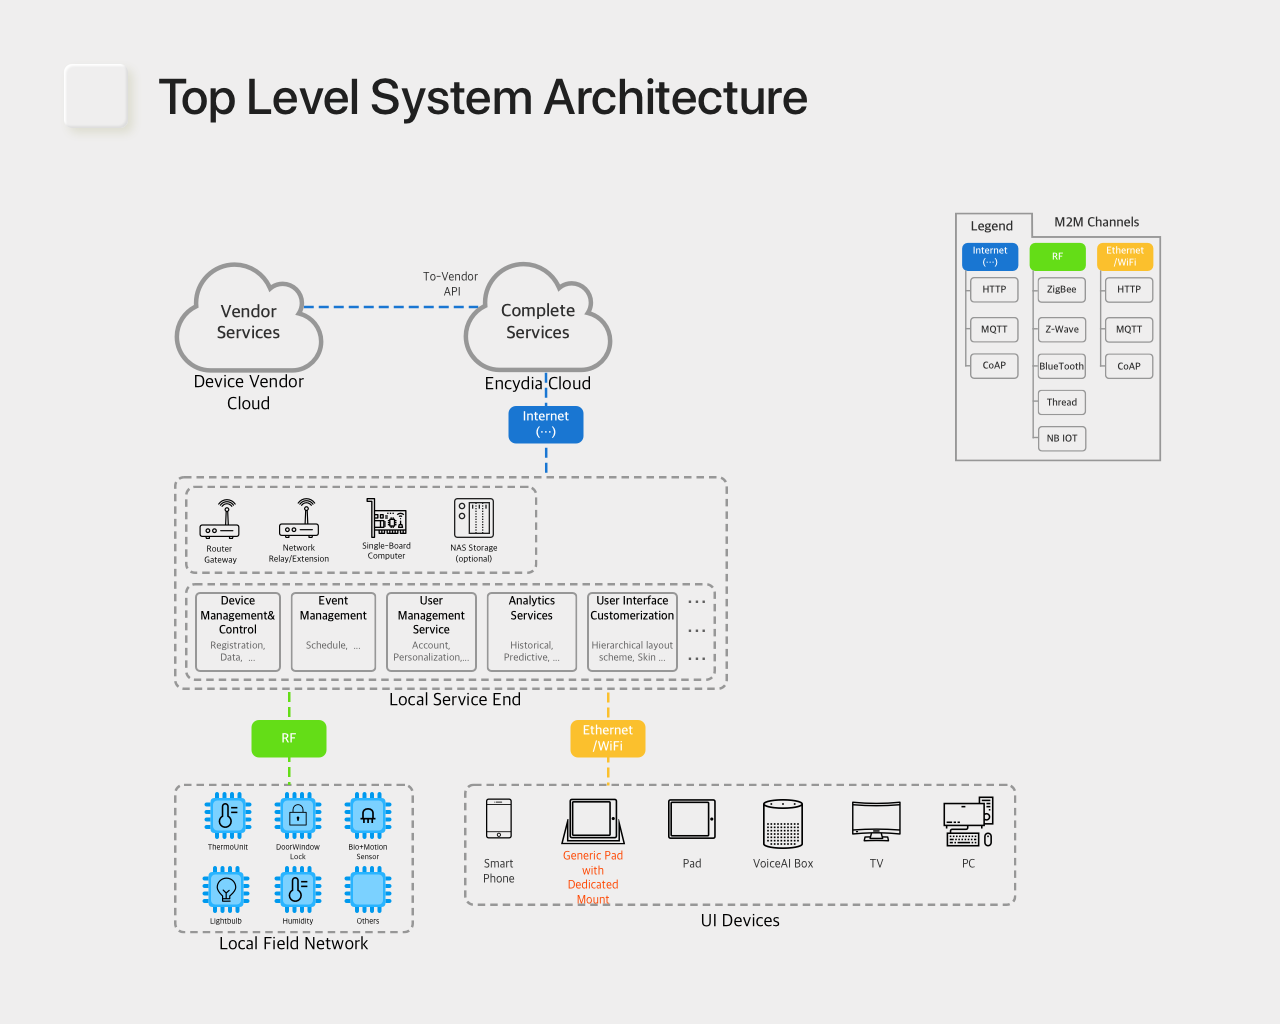 Top Level System Architecture
Legend
M2M Channels
Internet
(···)
RF
Ethernet
/WiFi
HTTP
ZigBee
HTTP
MQTT
Z-Wave
MQTT
CoAP
BlueTooth
CoAP
Thread
NB IOT
Vendor
Services
Device Vendor
Cloud
To-Vendor
API
Complete
Services
Encydia Cloud
Internet
(···)
Router
Gateway
Network
Relay/Extension
Single-Board
Computer
NAS Storage
(optional)
Device
Management&
Control
Registration,
Data, ...
Event
Management
Schedule, ...
User
Management
Service
Account,
Personalization,...
Analytics
Services
Historical,
Predictive, ...
User Interface
Customerization
Hierarchical layout
scheme, Skin ...
...
...
...
Local Service End
RF
Ethernet
/WiFi
ThermoUnit
DoorWindow
Lock
Bio+Motion
Sensor
Lightbulb
Humidity
Others
Local Field Network
Smart
Phone
Generic Pad
with
Dedicated
Mount
Pad
VoiceAI Box
TV
PC
UI Devices